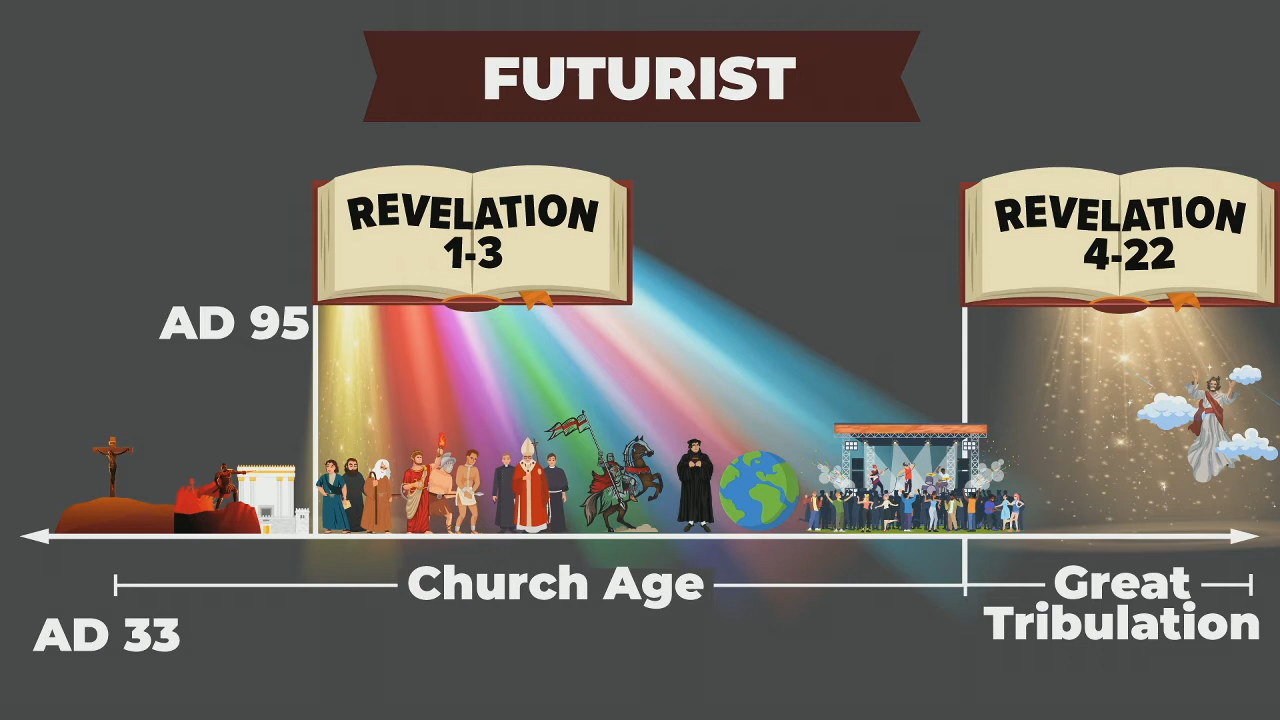 FUTURIST
REVELATION
1-3
REVELATION
4-22
AD 95
Church Age
Great
Tribulation
AD 33